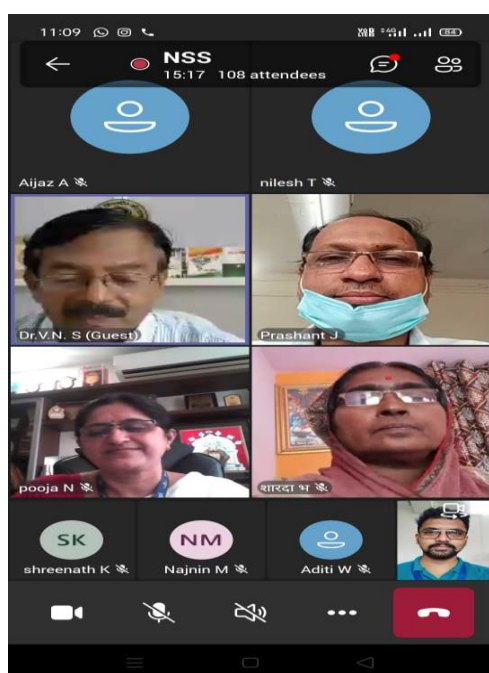 11:09
NSS
15:17 108 attendees
Aijaz A
nilesh T
Dr.V.N. S (Guest)
Prashant J
pooja N
शारदा भ
SK
NM
shreenath K
Najnin M
Aditi W